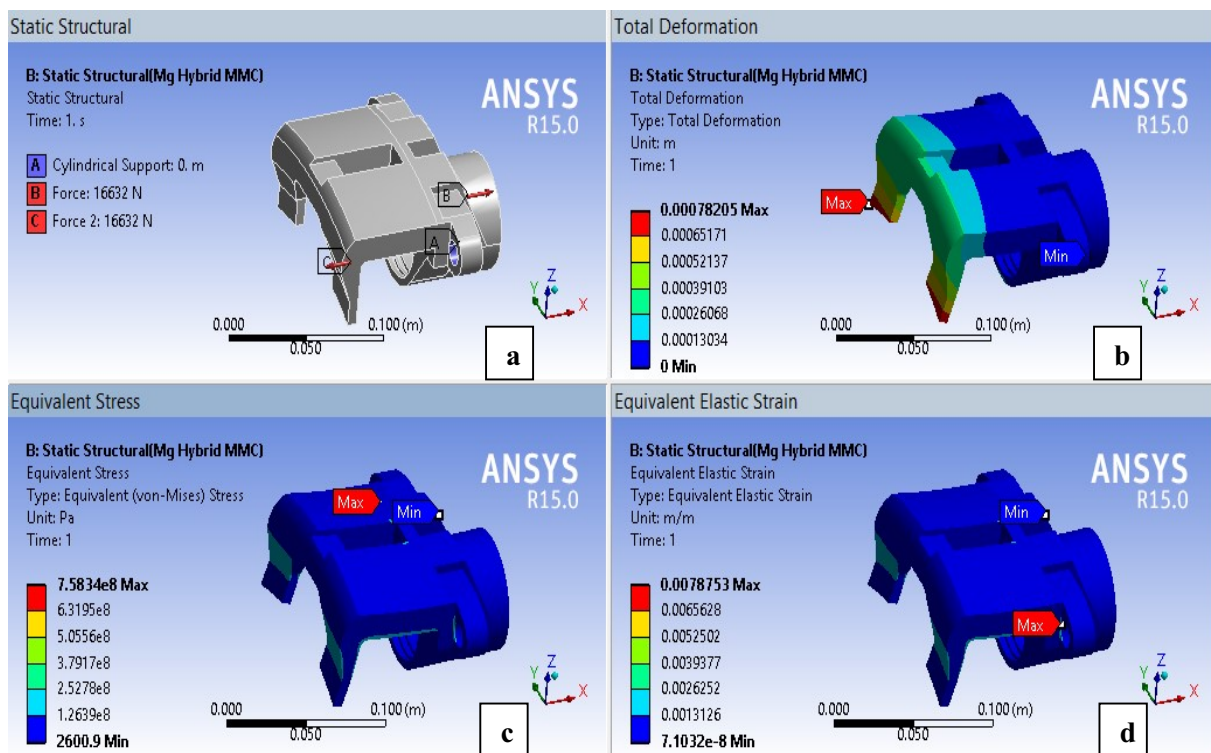 Static Structural
B: Static Structural(Mg Hybrid MMC)
Static Structural
Time: 1. s
A Cylindrical Support: 0. m
B Force: 16632 N
C Force 2: 16632 N
ANSYS
R15.0
B
A
C
Z
Y
X
0.000
0.100 (m)
0.050
a
Total Deformation
B: Static Structural(Mg Hybrid MMC)
Total Deformation
Type: Total Deformation
Unit: m
Time: 1
ANSYS
R15.0
Max
0.00078205 Max
0.00065171
0.00052137
0.00039103
0.00026068
0.00013034
0 Min
Min
Z
Y
X
0.000
0.100 (m)
0.050
b
Equivalent Stress
B: Static Structural(Mg Hybrid MMC)
Equivalent Stress
Type: Equivalent (von-Mises) Stress
Unit: Pa
Time: 1
ANSYS
R15.0
Max
Min
7.5834e8 Max
6.3195e8
5.0556e8
3.7917e8
2.5278e8
1.2639e8
2600.9 Min
Z
Y
X
0.000
0.100 (m)
0.050
c
Equivalent Elastic Strain
B: Static Structural(Mg Hybrid MMC)
Equivalent Elastic Strain
Type: Equivalent Elastic Strain
Unit: m/m
Time: 1
ANSYS
R15.0
Min
0.0078753 Max
0.0065628
0.0052502
0.0039377
0.0026252
0.0013126
7.1032e-8 Min
Max
Z
Y
X
0.000
0.100 (m)
0.050
d